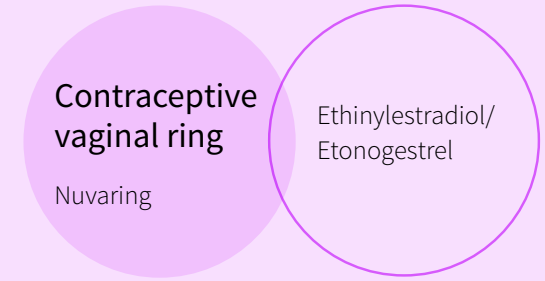 Contraceptive
vaginal ring
Nuvaring
Ethinylestradiol/
Etonogestrel